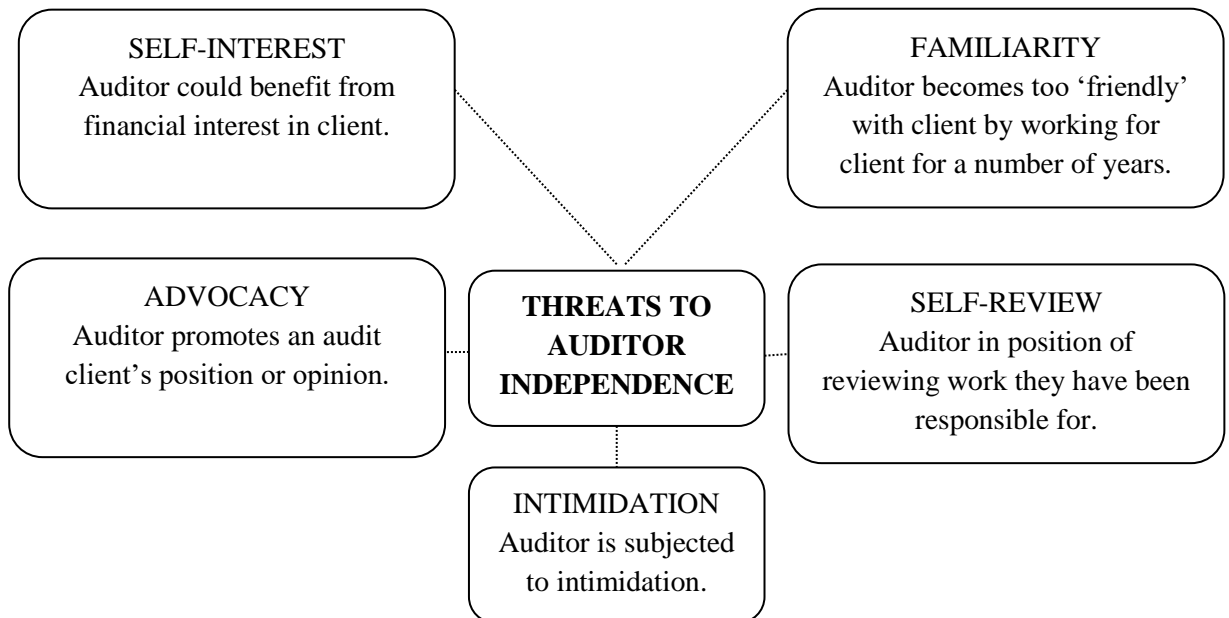 SELF-INTEREST
Auditor could benefit from
financial interest in client.
FAMILIARITY
Auditor becomes too ‘friendly’
with client by working for
client for a number of years.
ADVOCACY
Auditor promotes an audit
client’s position or opinion.
THREATS TO
AUDITOR
INDEPENDENCE
SELF-REVIEW
Auditor in position of
reviewing work they have been
responsible for.
INTIMIDATION
Auditor is subjected
to intimidation.